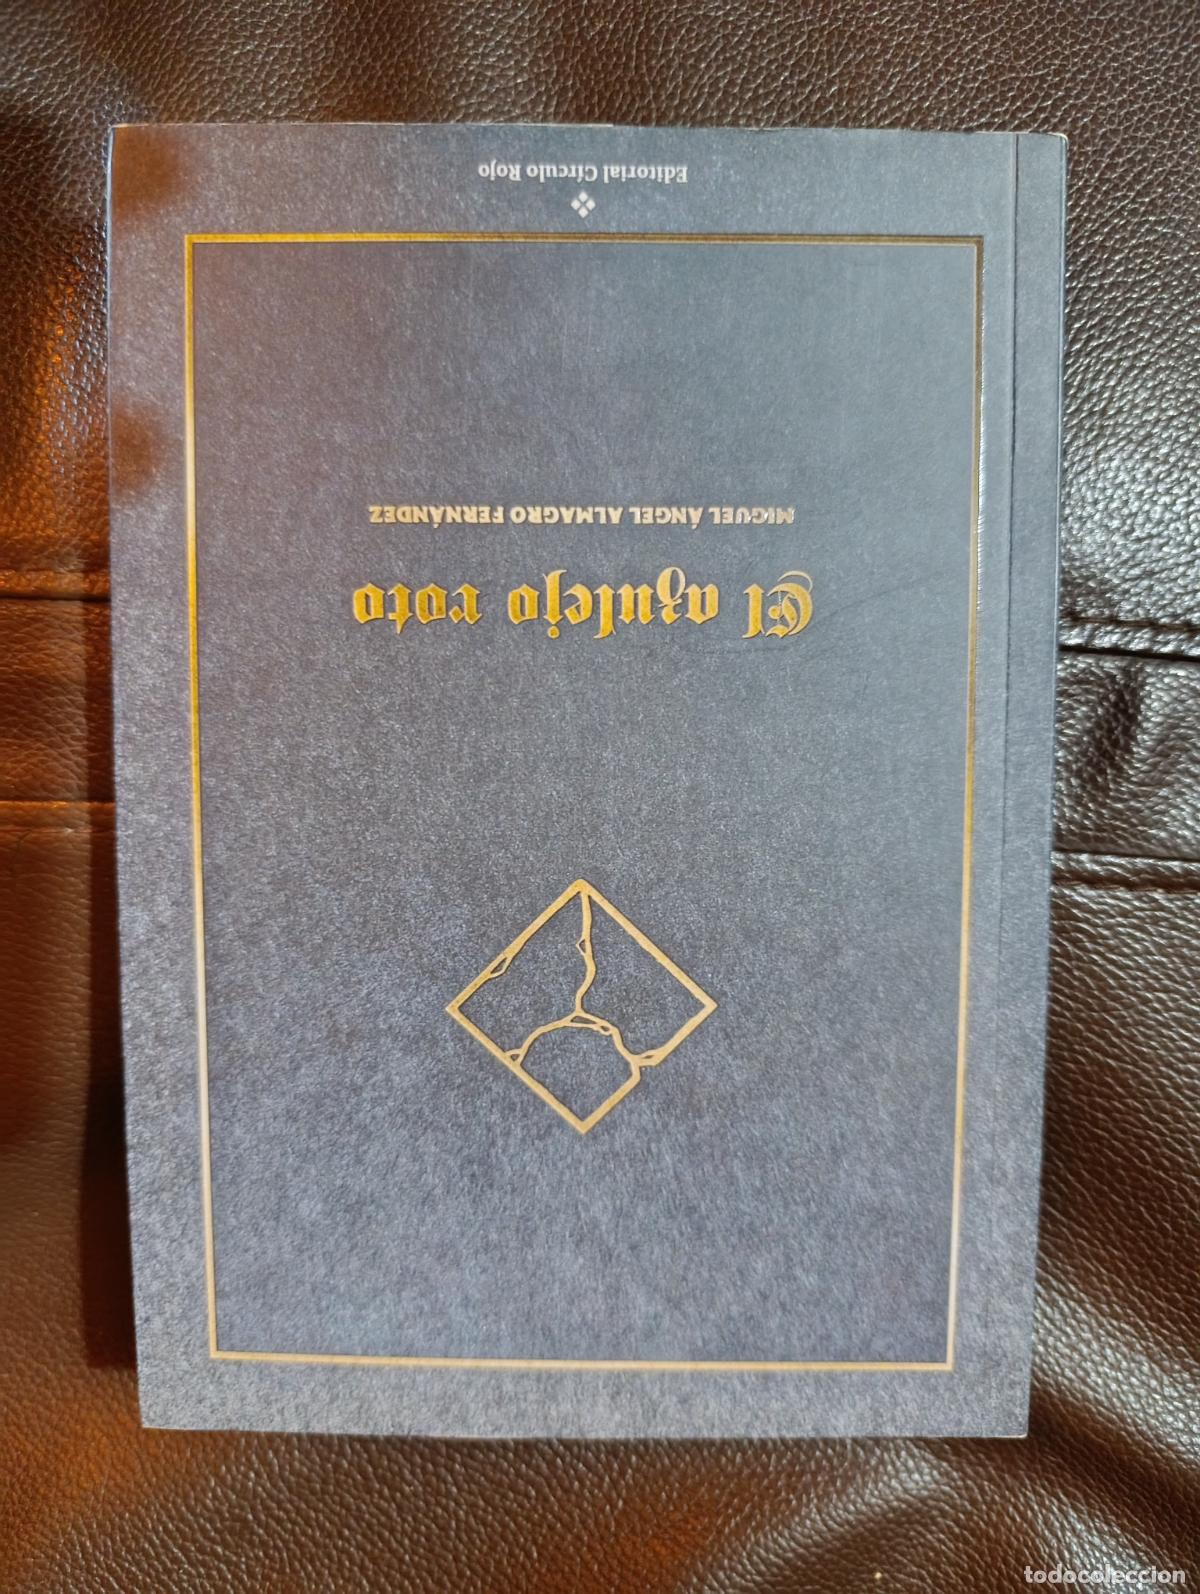 El azulejo roto
MIGUEL ÁNGEL ALMAGRO FERNÁNDEZ
Editorial Círculo Rojo
todocoleccion